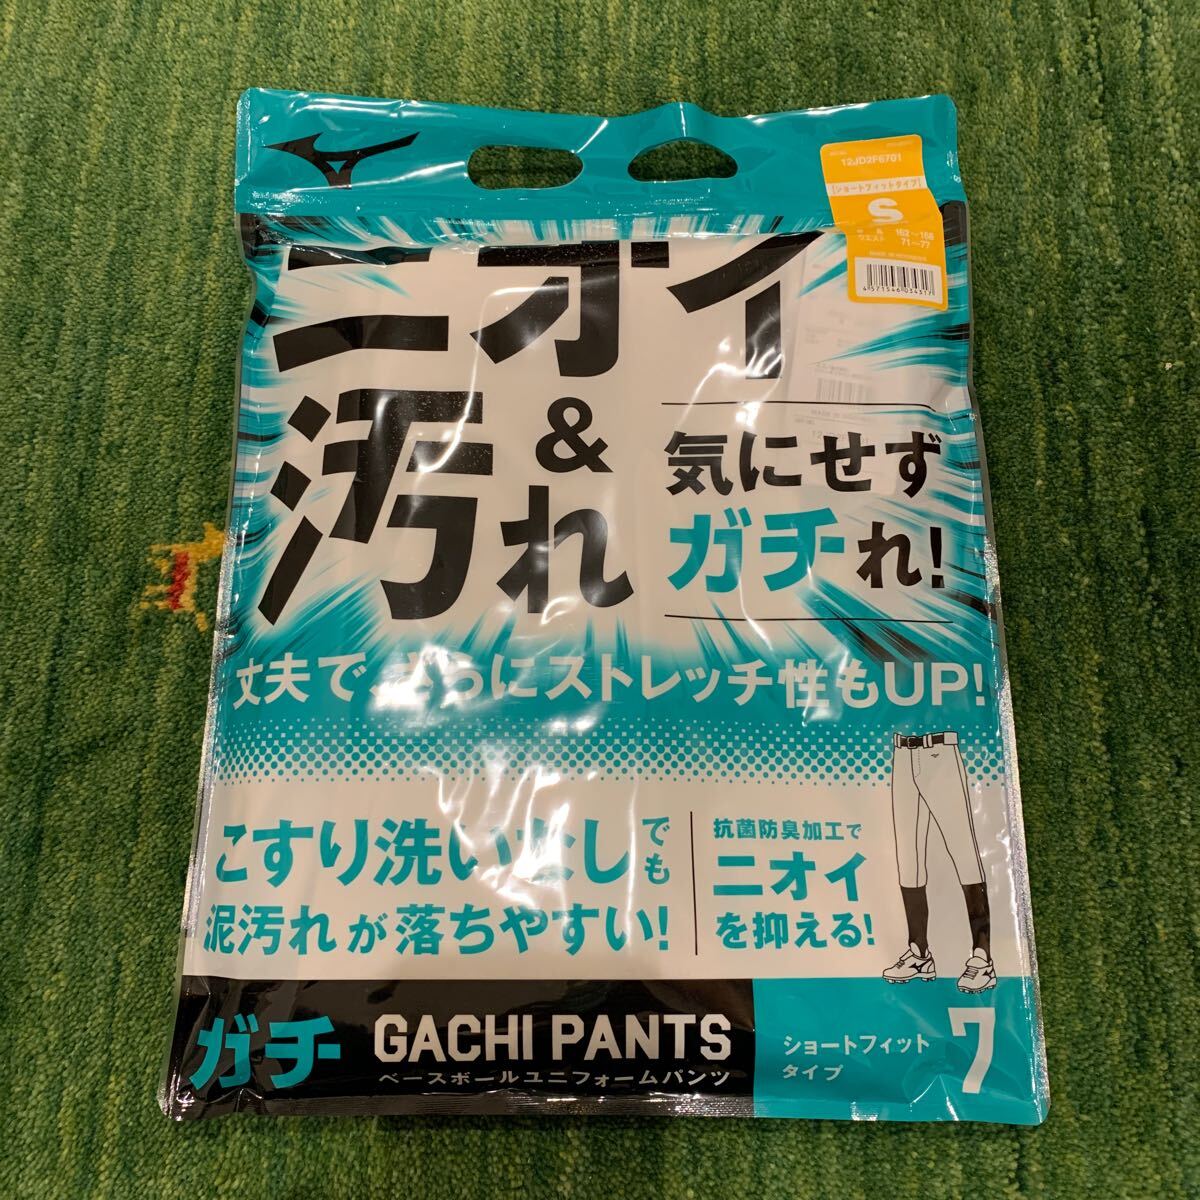 12JD2F6701
[ショートフィットタイプ]
S
身長 162～168
ウエスト 71～77
4571546034317
ニオイ
&
汚れ
気にせず
ガチれ!
丈夫で、さらにストレッチ性もUP!
こすり洗いなしでも
泥汚れが落ちやすい!
抗菌防臭加工で
ニオイ
を抑える!
ガチ
GACHI PANTS
ベースボールユニフォームパンツ
ショートフィット
タイプ
7